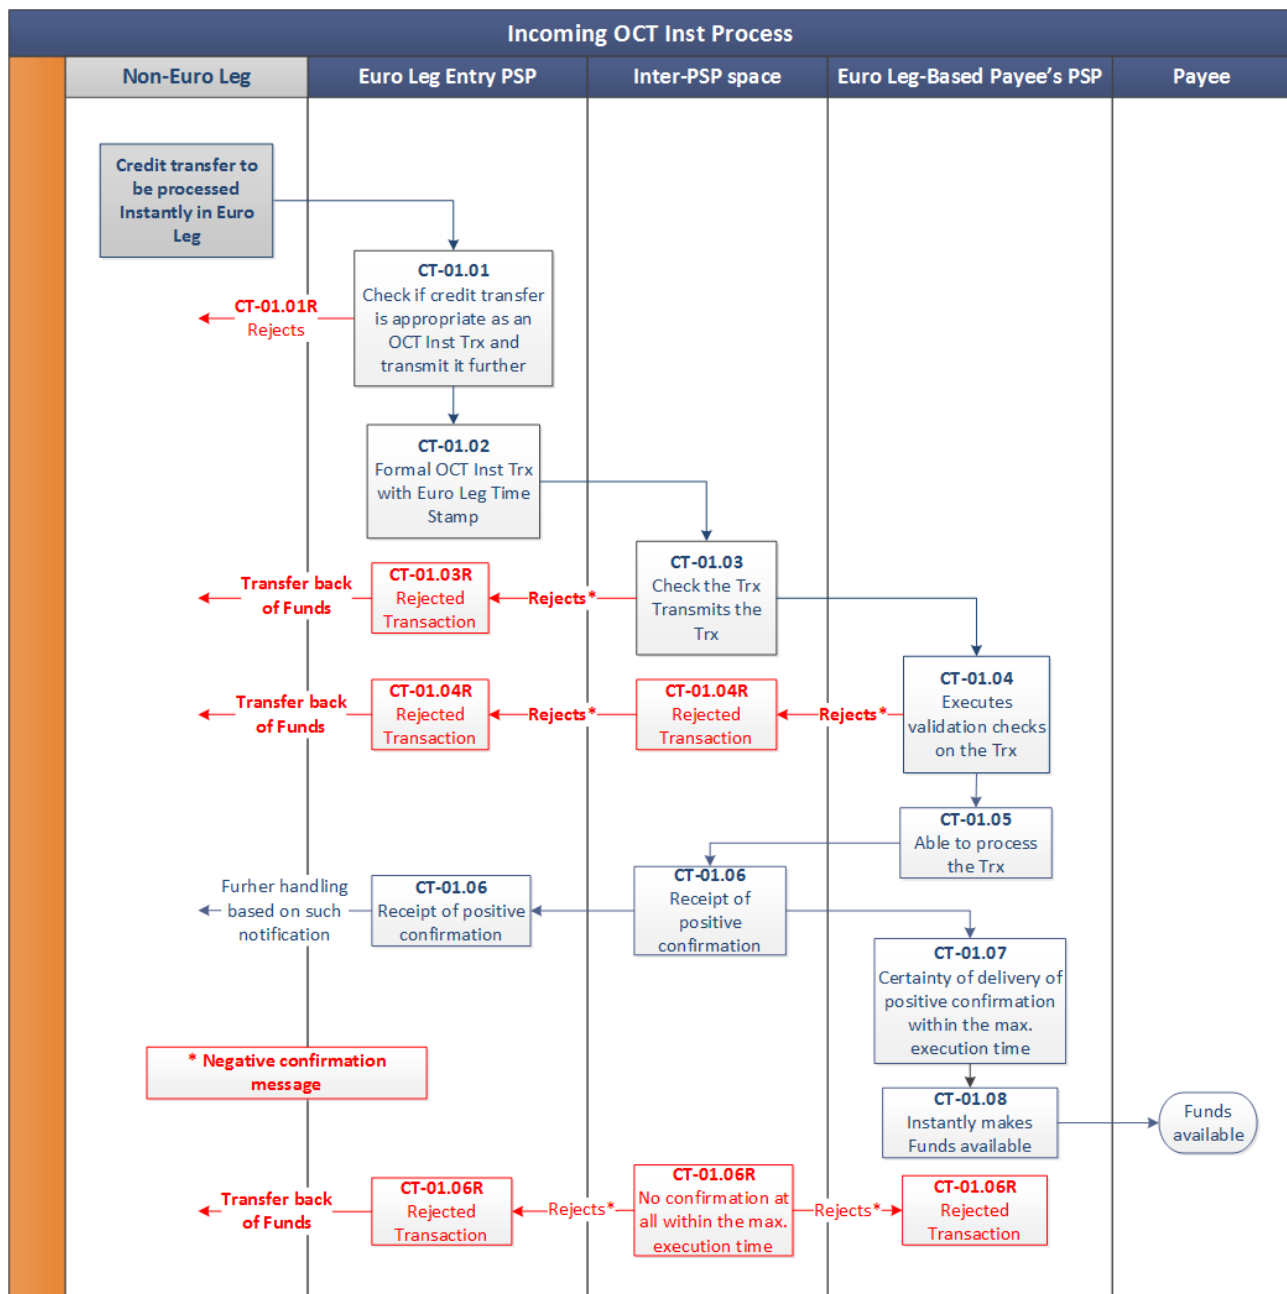 Incoming OCT Inst Process
Non-Euro Leg
Euro Leg Entry PSP
Inter-PSP space
Euro Leg-Based Payee's PSP
Payee
Credit transfer to
be processed
Instantly in Euro
Leg
CT-01.01
Check if credit transfer
is appropriate as an
OCT Inst Trx and
transmit it further
CT-01.01R
Rejects
CT-01.02
Formal OCT Inst Trx
with Euro Leg Time
Stamp
CT-01.03
Check the Trx
Transmits the
Trx
Rejects*
CT-01.03R
Rejected
Transaction
Transfer back
of Funds
CT-01.04
Executes
validation checks
on the Trx
Rejects*
CT-01.04R
Rejected
Transaction
Rejects*
CT-01.04R
Rejected
Transaction
Transfer back
of Funds
CT-01.05
Able to process
the Trx
CT-01.06
Receipt of
positive
confirmation
CT-01.06
Receipt of positive
confirmation
Furher handling
based on such
notification
CT-01.07
Certainty of delivery of
positive confirmation
within the max.
execution time
* Negative confirmation
message
CT-01.08
Instantly makes
Funds available
Funds
available
CT-01.06R
No confirmation at
all within the max.
execution time
Rejects*
CT-01.06R
Rejected
Transaction
Rejects*
CT-01.06R
Rejected
Transaction
Transfer back
of Funds